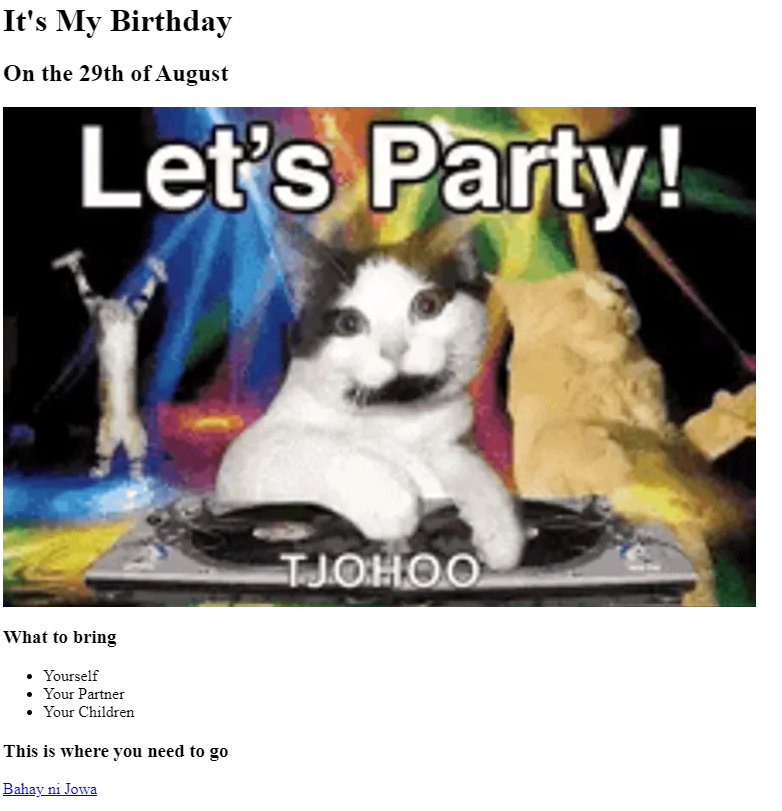 It's My Birthday
On the 29th of August
Let's Party!
TJOHOO
What to bring
Yourself
Your Partner
Your Children
This is where you need to go
Bahay ni Jowa